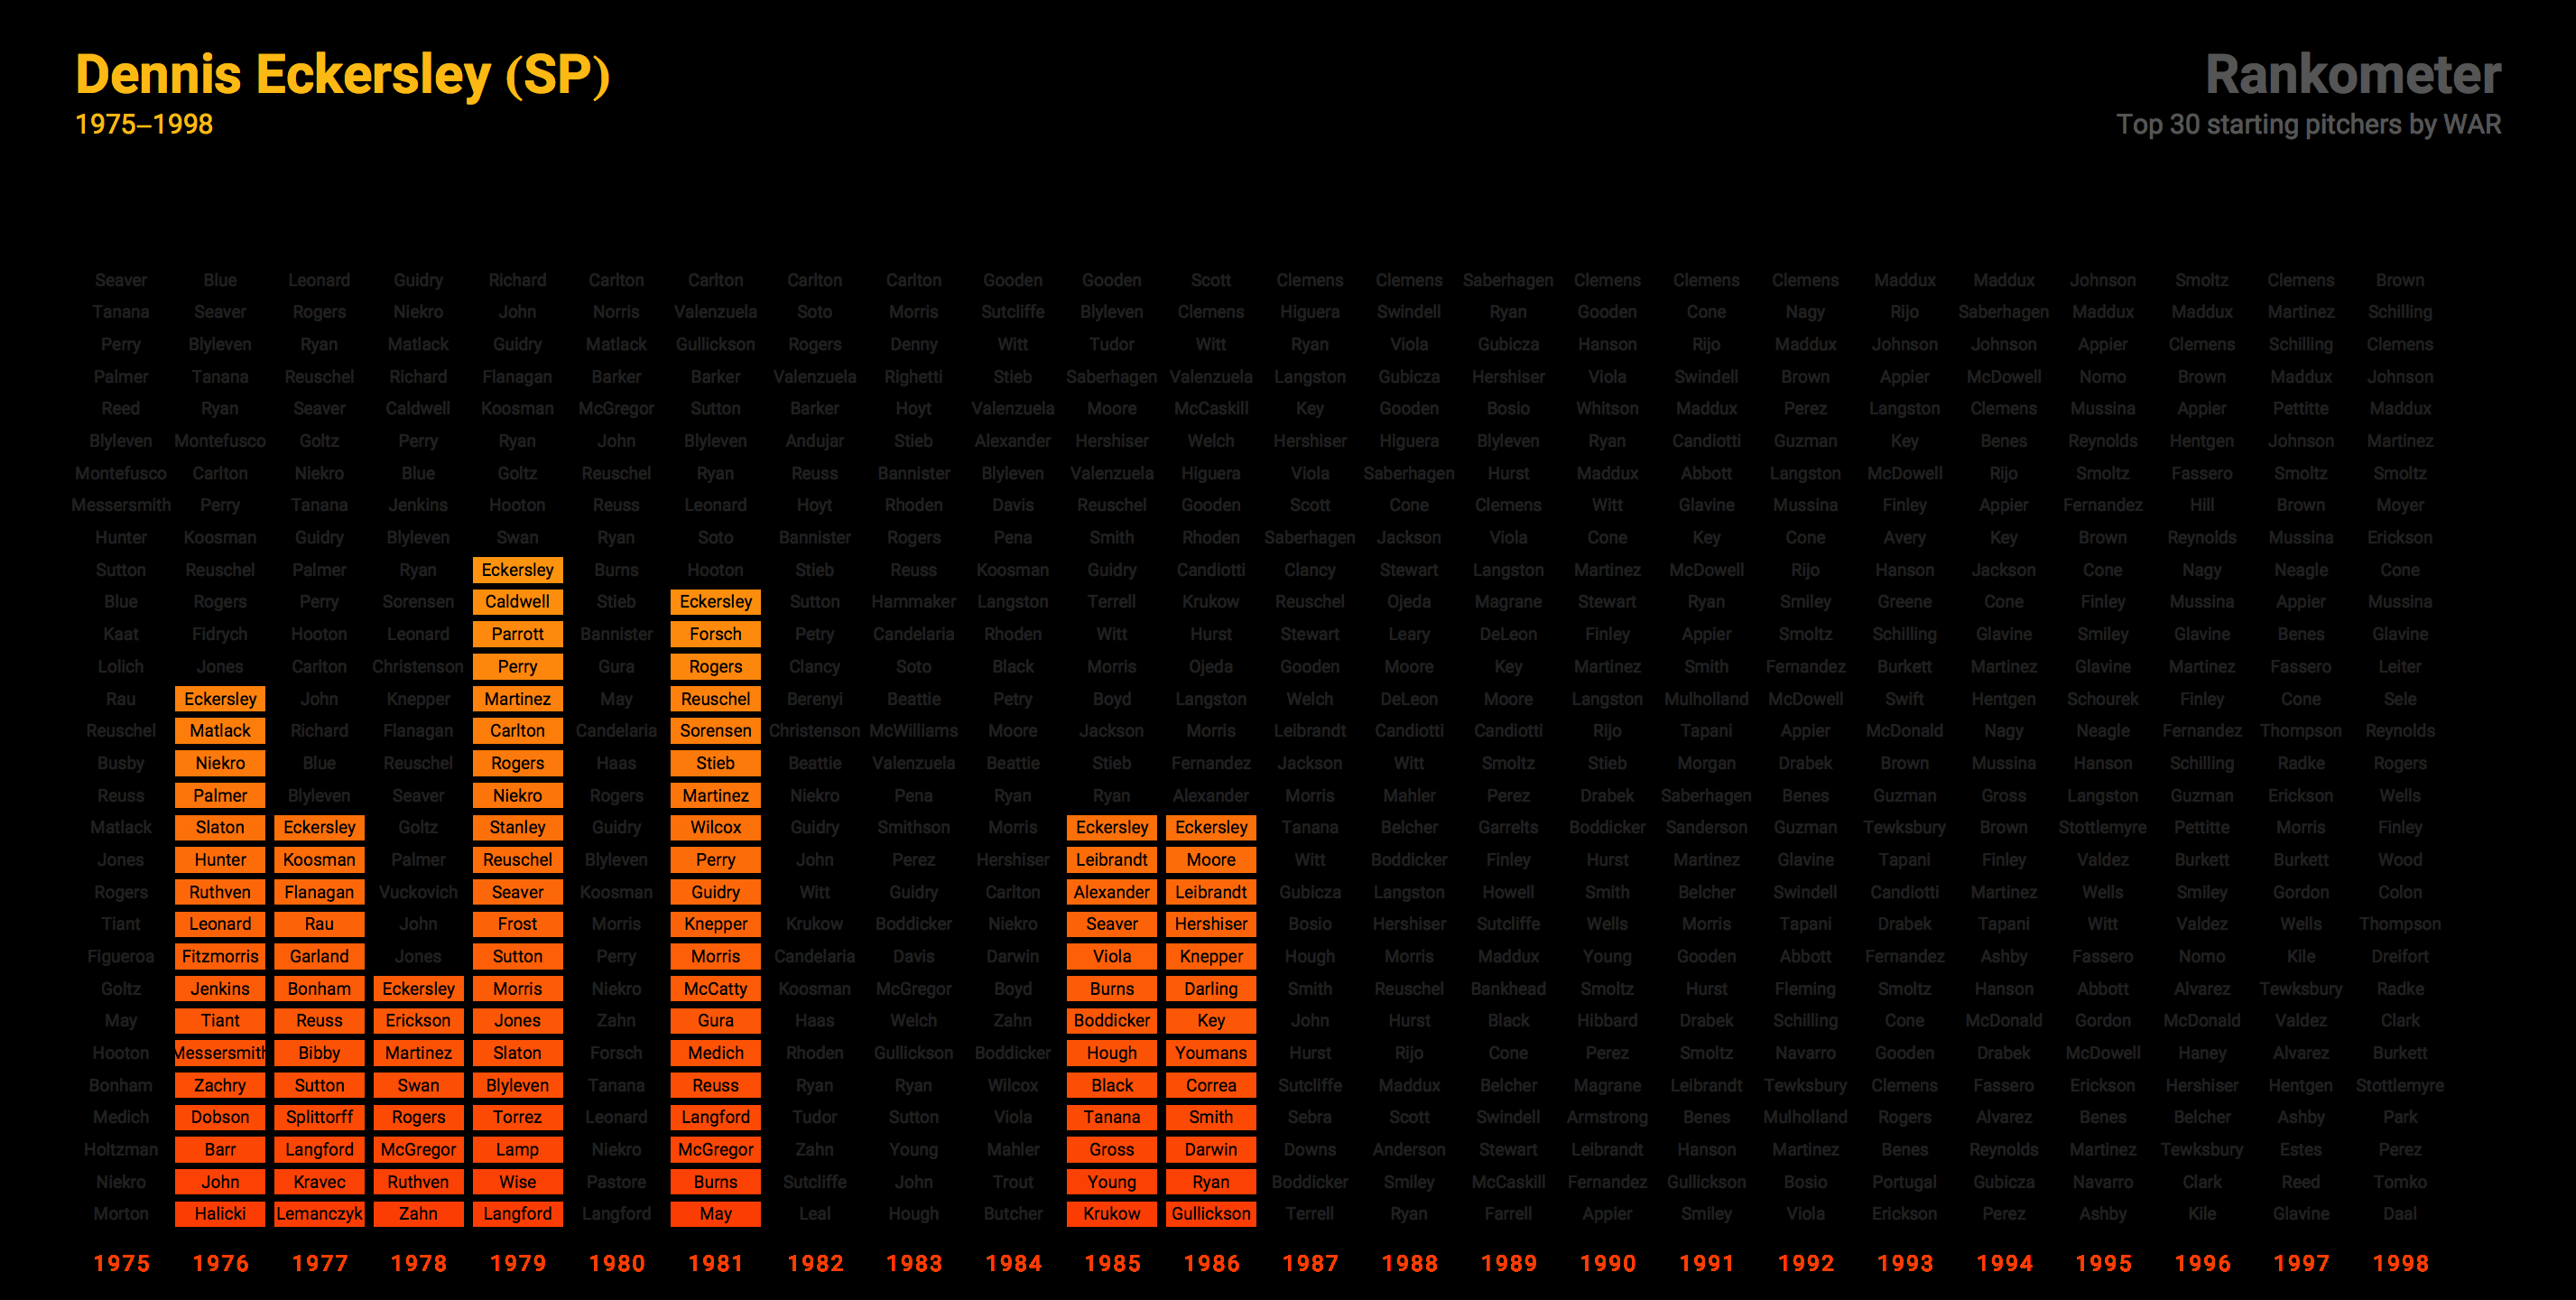 Dennis Eckersley (SP)
Rankometer
1975–1998
Top 30 starting pitchers by WAR
Seaver Blue Leonard Guidry Richard Carlton Carlton Carlton Carlton Gooden Gooden Scott Clemens Clemens Saberhagen Clemens Clemens Clemens Maddux Maddux Johnson Smoltz Clemens Brown
Tanana Seaver Rogers Niekro John Norris Valenzuela Soto Morris Sutcliffe Blyleven Clemens Higuera Swindell Ryan Gooden Cone Nagy Rijo Saberhagen Maddux Maddux Martinez Schilling
Perry Blyleven Ryan Matlack Guidry Matlack Gullickson Rogers Denny Witt Tudor Witt Ryan Viola Gubicza Hanson Rijo Maddux Johnson Johnson Appier Clemens Schilling Clemens
Palmer Tanana Reuschel Richard Flanagan Barker Barker Valenzuela Righetti Stieb Saberhagen Valenzuela Langston Gubicza Hershiser Viola Swindell Brown Appier McDowell Nomo Brown Maddux Johnson
Reed Ryan Seaver Caldwell Koosman McGregor Sutton Barker Hoyt Valenzuela Moore McCaskill Key Gooden Bosio Whitson Maddux Perez Langston Clemens Mussina Appier Pettitte Maddux
Blyleven Montefusco Goltz Perry Ryan John Blyleven Andujar Stieb Alexander Hershiser Welch Hershiser Higuera Blyleven Ryan Candiotti Guzman Key Benes Reynolds Hentgen Johnson Martinez
Montefusco Carlton Niekro Blue Goltz Reuschel Ryan Reuss Bannister Blyleven Valenzuela Higuera Viola Saberhagen Hurst Maddux Abbott Langston McDowell Rijo Smoltz Fassero Smoltz Smoltz
Messersmith Perry Tanana Jenkins Hooton Reuss Leonard Hoyt Rhoden Davis Reuschel Gooden Scott Cone Clemens Witt Glavine Mussina Finley Appier Fernandez Hill Brown Moyer
Hunter Koosman Guidry Blyleven Swan Ryan Soto Bannister Rogers Pena Smith Rhoden Saberhagen Jackson Viola Cone Key Cone Avery Key Brown Reynolds Mussina Erickson
Sutton Reuschel Palmer Ryan Eckersley Burns Hooton Stieb Reuss Koosman Guidry Candiotti Clancy Stewart Langston Martinez McDowell Rijo Hanson Jackson Cone Nagy Neagle Cone
Blue Rogers Perry Sorensen Caldwell Stieb Eckersley Sutton Hammaker Langston Terrell Krukow Reuschel Ojeda Magrane Stewart Ryan Smiley Greene Cone Finley Mussina Appier Mussina
Kaat Fidrych Hooton Leonard Parrott Bannister Forsch Petry Candelaria Rhoden Witt Hurst Stewart Leary DeLeon Finley Appier Smoltz Schilling Glavine Smiley Glavine Benes Glavine
Lolich Jones Carlton Christenson Perry Gura Rogers Clancy Soto Black Morris Ojeda Gooden Moore Key Martinez Smith Fernandez Burkett Martinez Glavine Martinez Fassero Leiter
Rau Eckersley John Knepper Martinez May Reuschel Berenyi Beattie Petry Boyd Langston Welch DeLeon Moore Langston Mulholland McDowell Swift Hentgen Schourek Finley Cone Sele
Reuschel Matlack Richard Flanagan Carlton Candelaria Sorensen Christenson McWilliams Moore Jackson Morris Leibrandt Candiotti Candiotti Rijo Tapani Appier McDonald Nagy Neagle Fernandez Thompson Reynolds
Busby Niekro Blue Reuschel Rogers Haas Stieb Beattie Valenzuela Beattie Stieb Fernandez Jackson Witt Smoltz Stieb Morgan Drabek Brown Mussina Hanson Schilling Radke Rogers
Reuss Palmer Blyleven Seaver Niekro Rogers Martinez Niekro Pena Ryan Ryan Alexander Morris Mahler Perez Drabek Saberhagen Benes Guzman Gross Langston Guzman Erickson Wells
Matlack Slaton Eckersley Goltz Stanley Guidry Wilcox Guidry Smithson Morris Eckersley Eckersley Tanana Belcher Garrelts Boddicker Sanderson Guzman Tewksbury Brown Stottlemyre Pettitte Morris Finley
Jones Hunter Koosman Palmer Reuschel Blyleven Perry John Perez Hershiser Leibrandt Moore Witt Boddicker Finley Hurst Martinez Glavine Tapani Finley Valdez Burkett Burkett Wood
Rogers Ruthven Flanagan Vuckovich Seaver Koosman Guidry Witt Guidry Carlton Alexander Leibrandt Gubicza Langston Howell Smith Belcher Swindell Candiotti Martinez Wells Smiley Gordon Colon
Tiant Leonard Rau John Frost Morris Knepper Krukow Boddicker Niekro Seaver Hershiser Bosio Hershiser Sutcliffe Wells Morris Tapani Drabek Tapani Witt Valdez Wells Thompson
Figueroa Fitzmorris Garland Jones Sutton Perry Morris Candelaria Davis Darwin Viola Knepper Hough Morris Maddux Young Gooden Abbott Fernandez Ashby Fassero Nomo Kile Dreifort
Goltz Jenkins Bonham Eckersley Morris Niekro McCatty Koosman McGregor Boyd Burns Darling Smith Reuschel Bankhead Smoltz Hurst Fleming Smoltz Hanson Abbott Alvarez Tewksbury Radke
May Tiant Reuss Erickson Jones Zahn Gura Haas Welch Zahn Boddicker Key John Hurst Black Hibbard Drabek Schilling Cone McDonald Gordon McDonald Valdez Clark
Hooton Messersmith Bibby Martinez Slaton Forsch Medich Rhoden Gullickson Boddicker Hough Youmans Hurst Rijo Cone Perez Smoltz Navarro Gooden Drabek McDowell Haney Alvarez Burkett
Bonham Zachry Sutton Swan Blyleven Tanana Reuss Ryan Ryan Wilcox Black Correa Sutcliffe Maddux Belcher Magrane Leibrandt Tewksbury Clemens Fassero Erickson Hershiser Hentgen Stottlemyre
Medich Dobson Splittorff Rogers Torrez Leonard Langford Tudor Sutton Viola Tanana Smith Sebra Scott Swindell Armstrong Benes Mulholland Rogers Alvarez Benes Belcher Ashby Park
Holtzman Barr Langford McGregor Lamp Niekro McGregor Zahn Young Mahler Gross Darwin Downs Anderson Stewart Leibrandt Hanson Martinez Benes Reynolds Martinez Tewksbury Estes Perez
Niekro John Kravec Ruthven Wise Pastore Burns Sutcliffe John Trout Young Ryan Boddicker Smiley McCaskill Fernandez Gullickson Bosio Portugal Gubicza Navarro Clark Reed Tomko
Morton Halicki Lemanczyk Zahn Langford Langford May Leal Hough Butcher Krukow Gullickson Terrell Ryan Farrell Appier Smiley Viola Erickson Perez Ashby Kile Glavine Daal
1975 1976 1977 1978 1979 1980 1981 1982 1983 1984 1985 1986 1987 1988 1989 1990 1991 1992 1993 1994 1995 1996 1997 1998